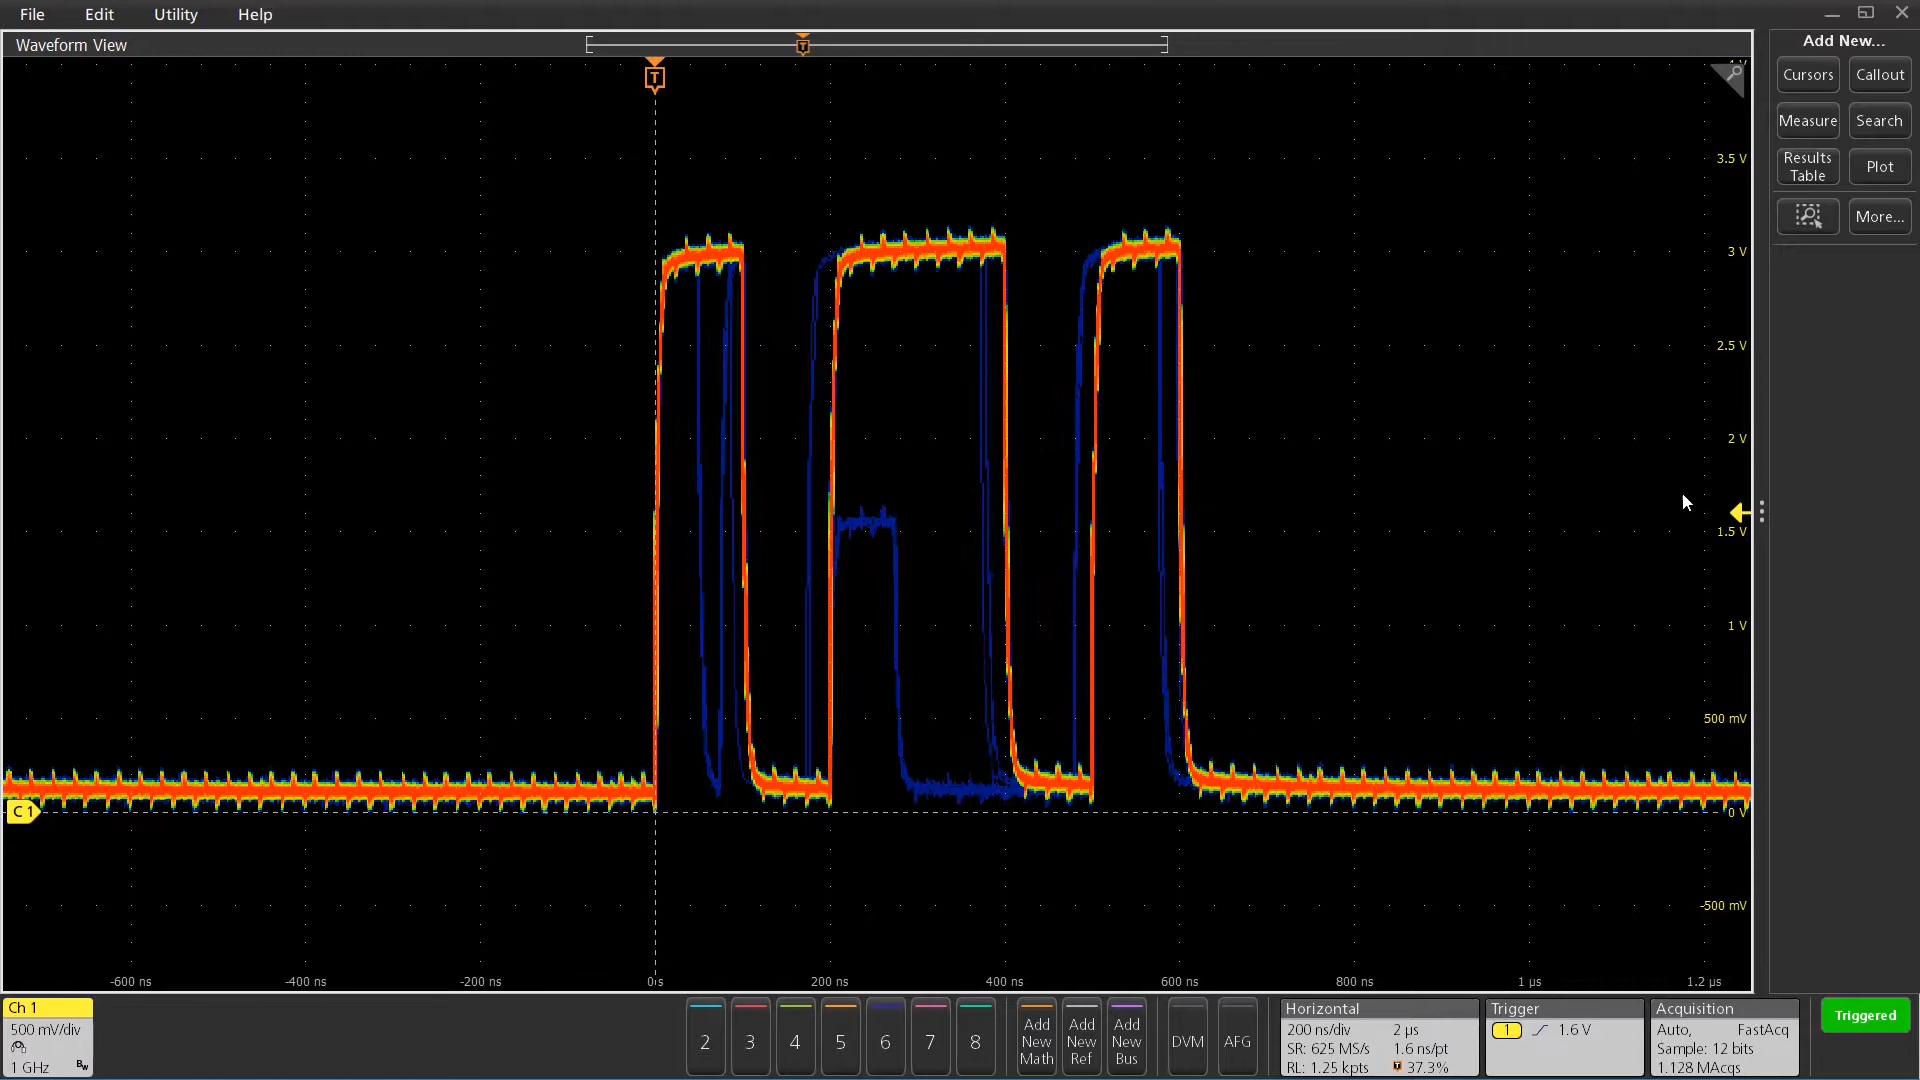 File Edit Utility Help
Waveform View
T
T
Add New...
Cursors Callout
Measure Search
Results Table Plot
More...
3.5 V
3 V
2.5 V
2 V
1.5 V
1 V
500 mV
0 V
-500 mV
C 1
-600 ns -400 ns -200 ns 0 s 200 ns 400 ns 600 ns 800 ns 1 µs 1.2 µs
Ch 1
500 mV/div
1 GHz Bw
2 3 4 5 6 7 8
Add New Math
Add New Ref
Add New Bus
DVM AFG
Horizontal
200 ns/div 2 µs
SR: 625 MS/s 1.6 ns/pt
RL: 1.25 kpts T 37.3%
Trigger
1 1.6 V
Acquisition
Auto, FastAcq
Sample: 12 bits
1.128 MAcqs
Triggered